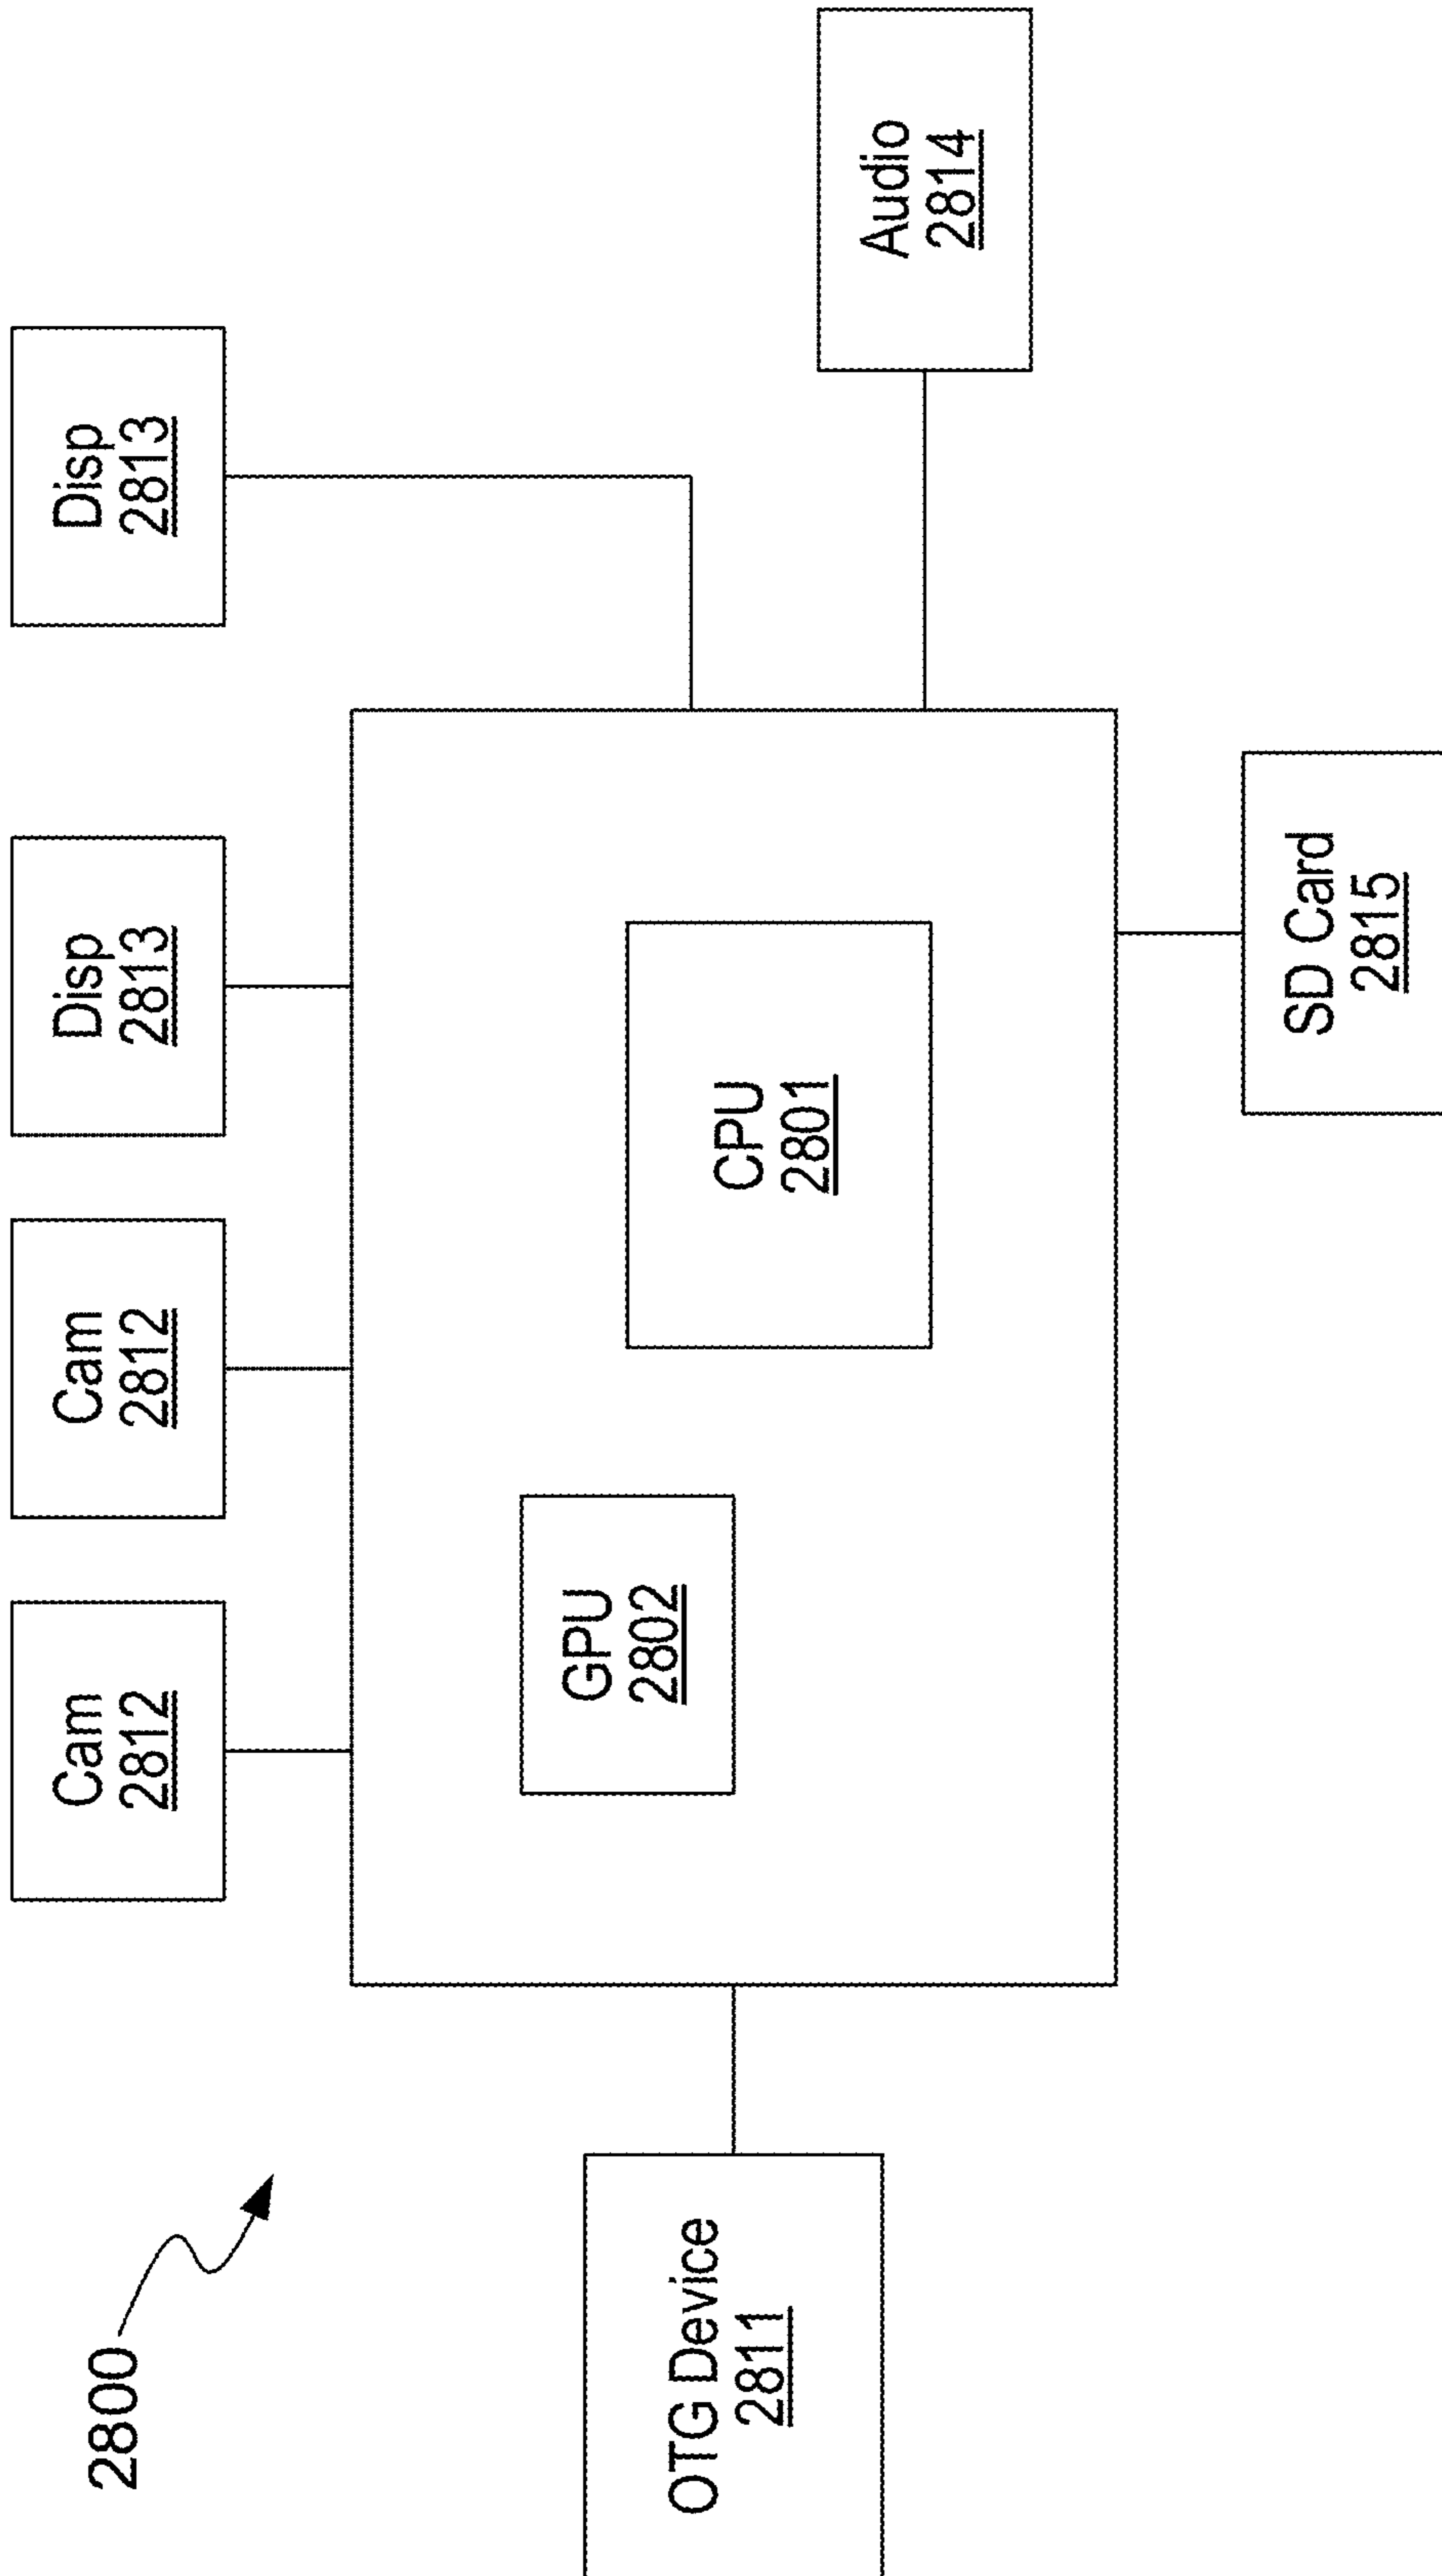 2800
Cam
2812
Cam
2812
Disp
2813
Disp
2813
GPU
2802
CPU
2801
OTG Device
2811
Audio
2814
SD Card
2815